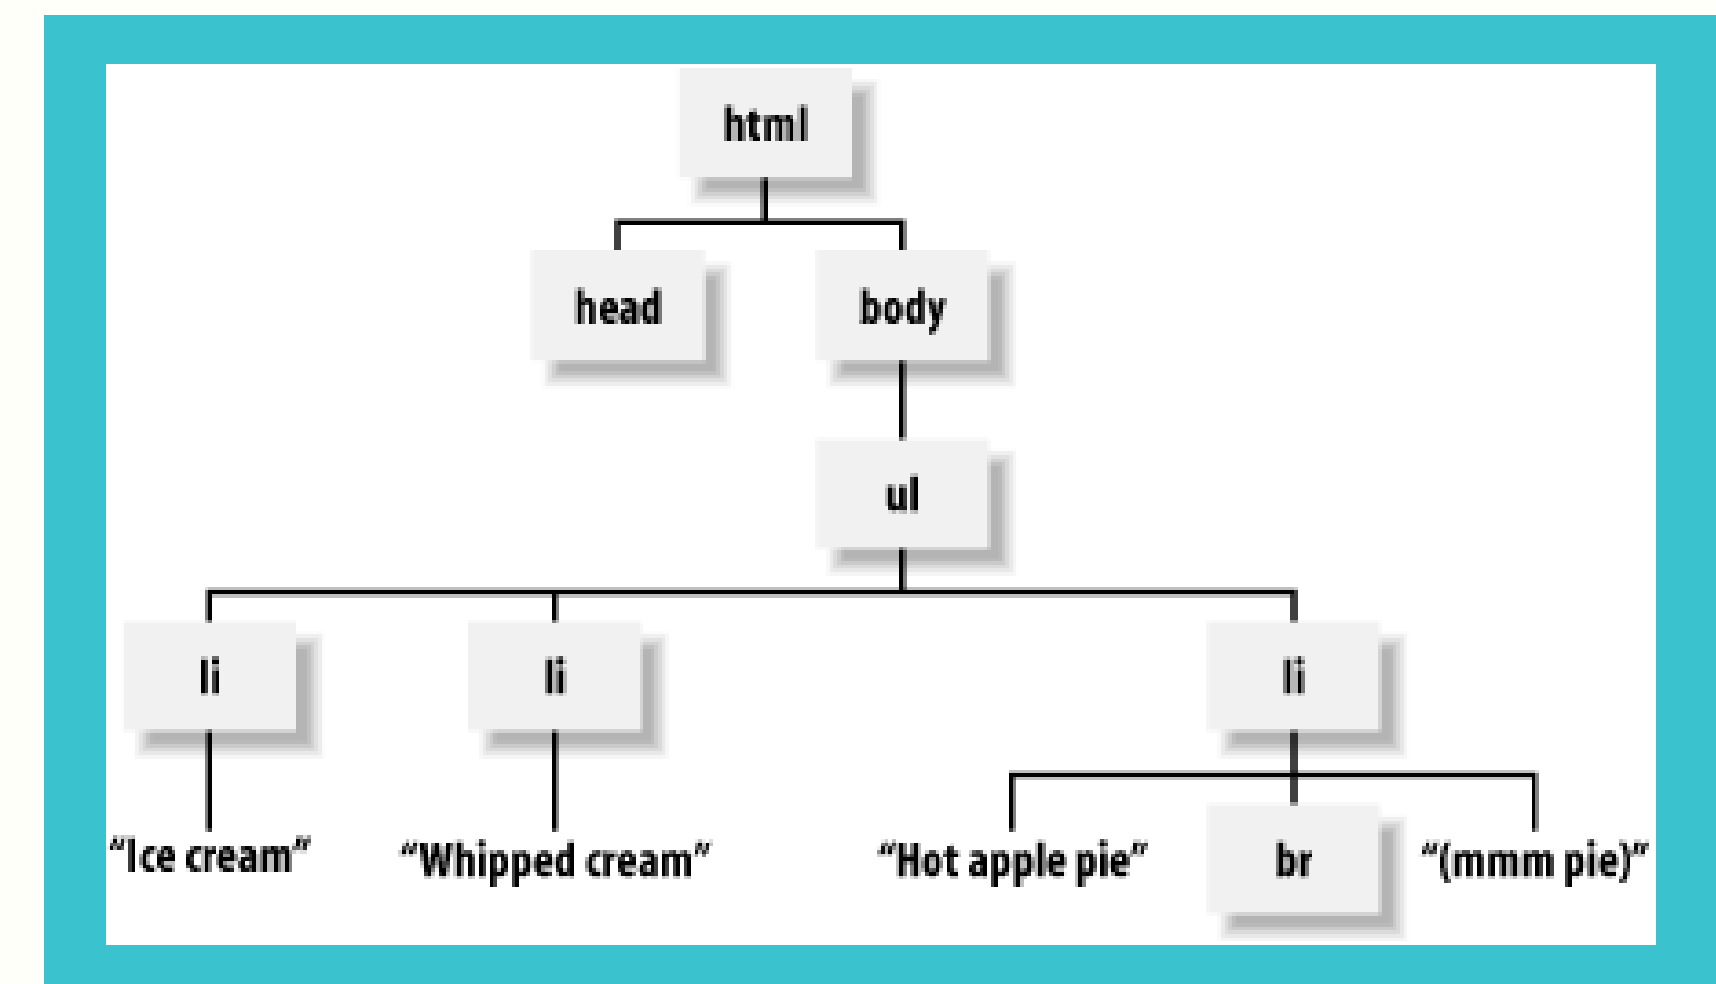 html
head
body
ul
li
li
li
“Ice cream”
“Whipped cream”
“Hot apple pie”
br
“(mmm pie)”